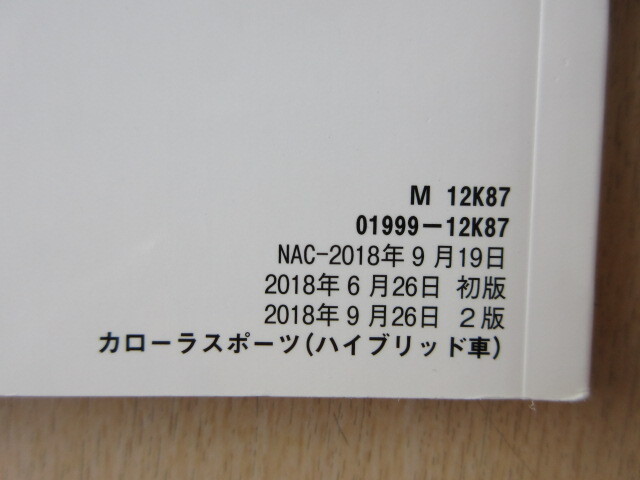 M 12K87
01999-12K87
NAC-2018年9月19日
2018年6月26日 初版
2018年9月26日 2版
カローラスポーツ(ハイブリッド車)